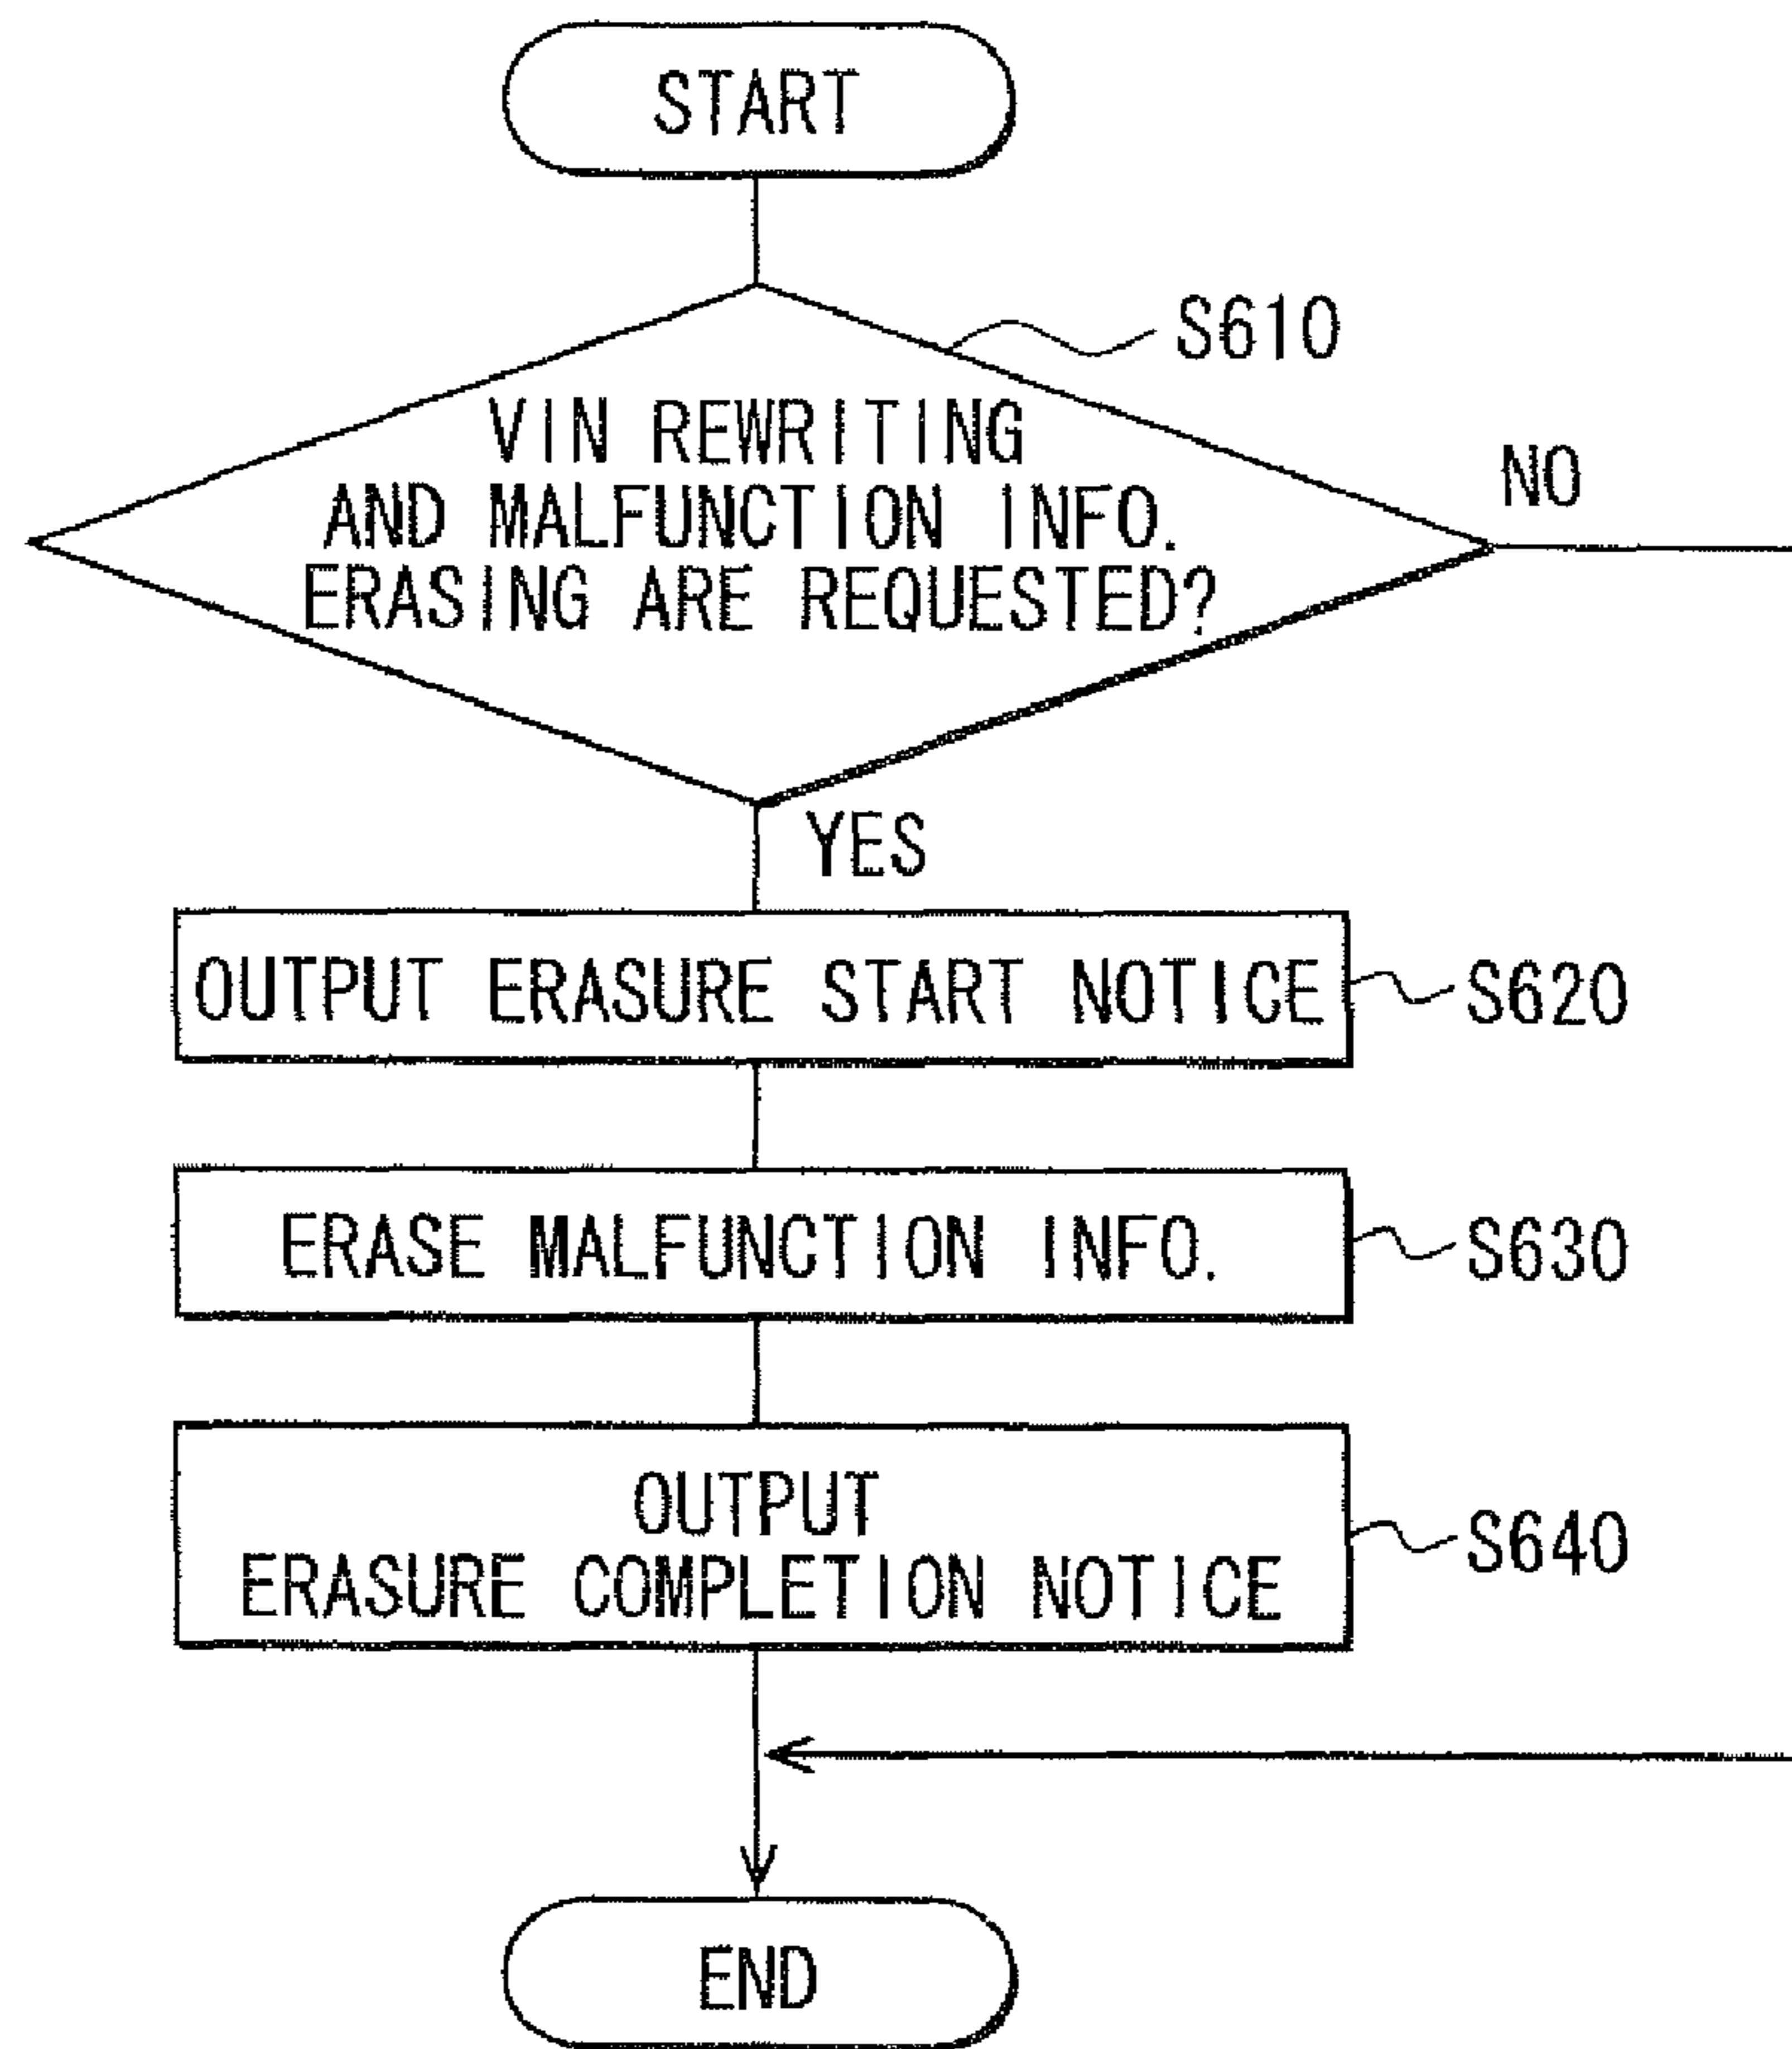 START
S610
VIN REWRITING
AND MALFUNCTION INFO.
ERASING ARE REQUESTED?
NO
YES
OUTPUT ERASURE START NOTICE
S620
ERASE MALFUNCTION INFO.
S630
OUTPUT
ERASURE COMPLETION NOTICE
S640
END